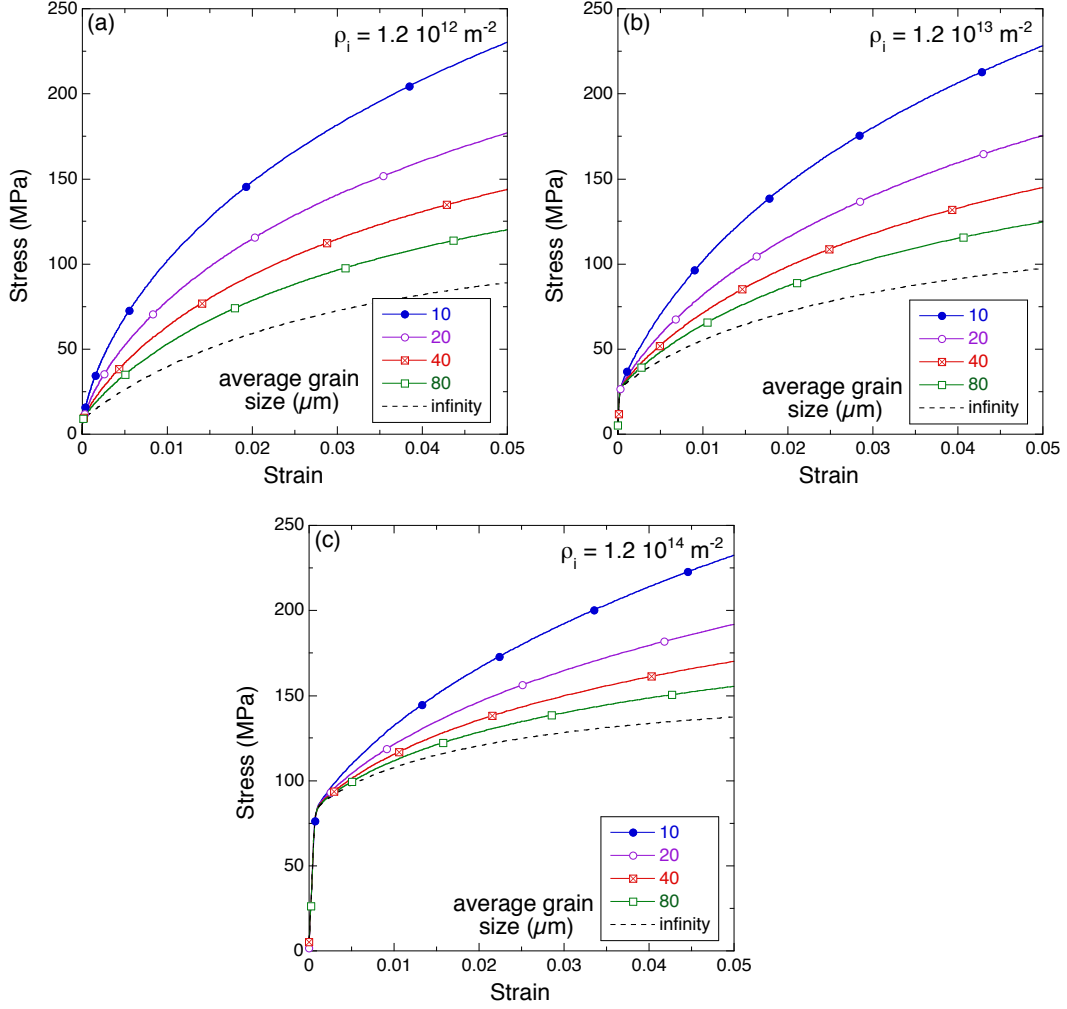 (a)
ρi = 1.2 10^12 m^-2
250
200
150
100
50
0
Stress (MPa)
10
20
40
80
infinity
average grain
size (µm)
0
0.01
0.02
0.03
0.04
0.05
Strain
(b)
ρi = 1.2 10^13 m^-2
250
200
150
100
50
0
Stress (MPa)
10
20
40
80
infinity
average grain
size (µm)
0
0.01
0.02
0.03
0.04
0.05
Strain
(c)
ρi = 1.2 10^14 m^-2
250
200
150
100
50
0
Stress (MPa)
10
20
40
80
infinity
average grain
size (µm)
0
0.01
0.02
0.03
0.04
0.05
Strain